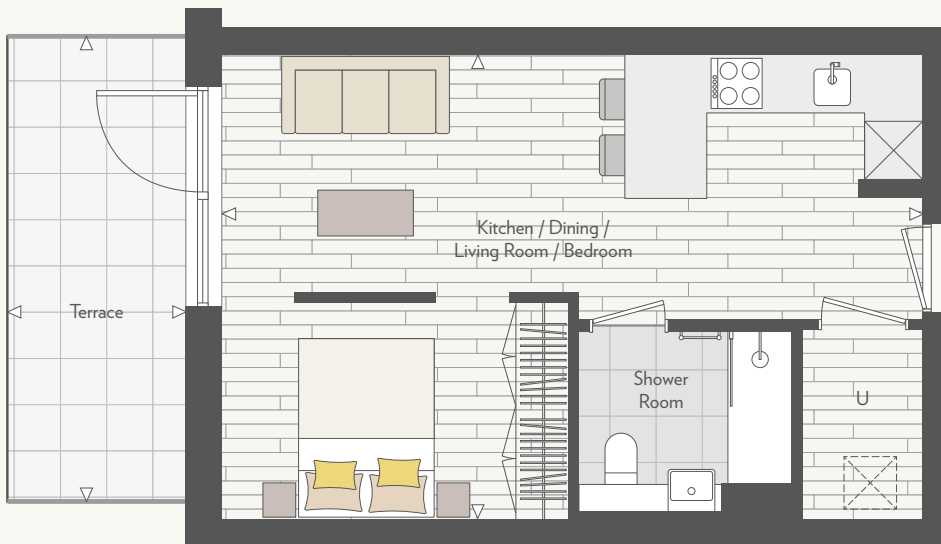 Kitchen / Dining /
Living Room / Bedroom
Terrace
Shower
Room
U